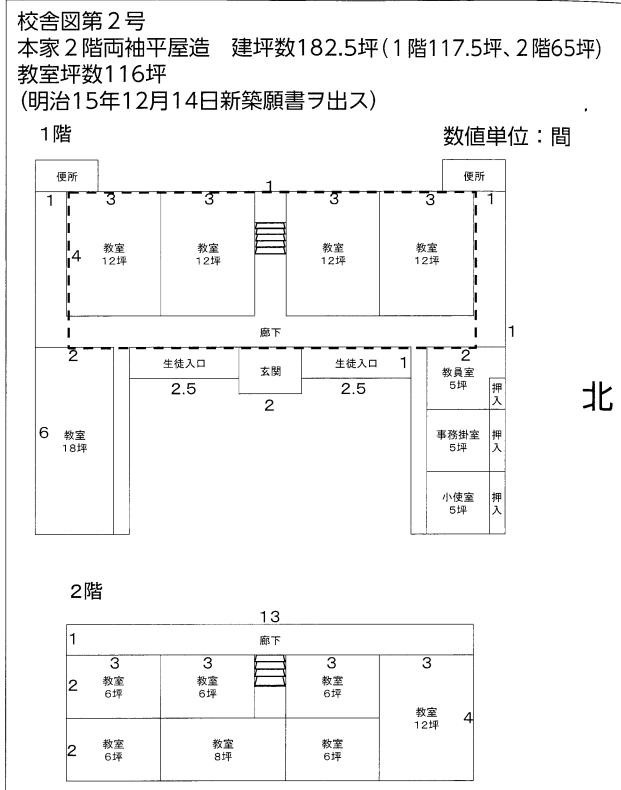 校舎図第２号
本家２階両袖平屋造　建坪数182.5坪(１階117.5坪、２階65坪)
教室坪数116坪
(明治15年12月14日新築願書ヲ出ス)
1階
数値単位：間
便所
便所
1
1
3
3
3
3
1
4
教室
12坪
教室
12坪
教室
12坪
教室
12坪
廊下
1
2
生徒入口
玄関
生徒入口
1
2
2.5
2
2.5
6
教室
18坪
教員室
5坪
押入
事務掛室
5坪
押入
小使室
5坪
押入
北
2階
13
1
廊下
3
3
3
3
2
教室
6坪
教室
6坪
教室
6坪
教室
12坪
4
2
教室
6坪
教室
8坪
教室
6坪